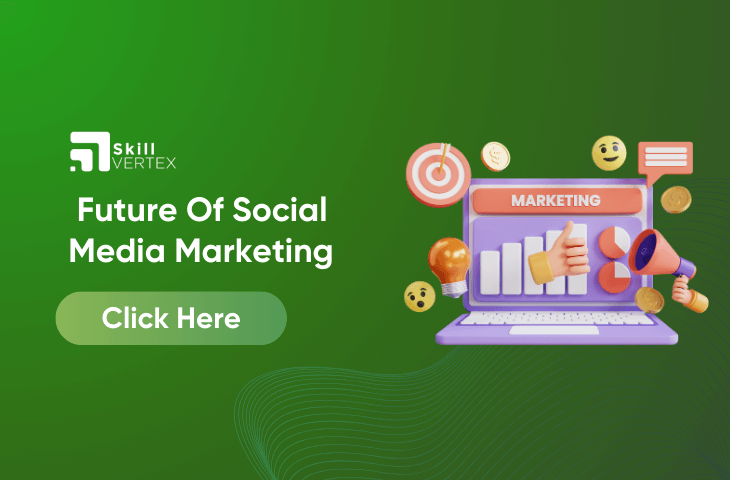 Skill
VERTEX
Future Of Social
Media Marketing
Click Here
MARKETING